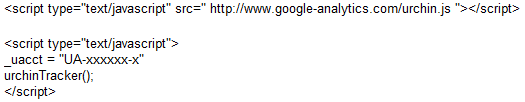 <script type="text/javascript" src=" http://www.google-analytics.com/urchin.js "></script>
<script type="text/javascript">
_uacct = "UA-xxxxxx-x"
urchinTracker();
</script>